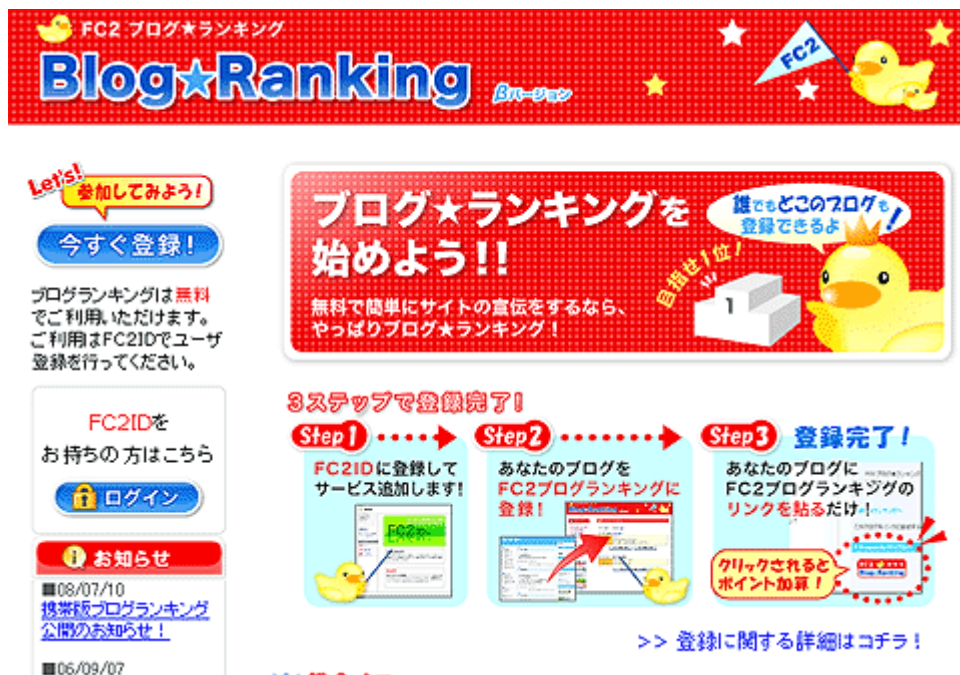 FC2 ブログ★ランキング
Blog★Ranking βバージョン
FC2
Let's!
参加してみよう!
今すぐ登録!
ブログランキングは無料
でご利用いただけます。
ご利用はFC2IDでユーザ
登録を行ってください。
FC2IDを
お持ちの方はこちら
ログイン
お知らせ
■08/07/10
携帯版ブログランキング
公開のお知らせ!
■06/09/07
ブログ★ランキングを
始めよう!!
無料で簡単にサイトの宣伝をするなら、
やっぱりブログ★ランキング!
誰でもどこのブログも
登録できるよ!
目指せ1位!
1
3ステップで登録完了!
Step1
FC2IDに登録して
サービス追加します!
FC2
Step2
あなたのブログを
FC2ブログランキングに
登録!
Step3 登録完了!
あなたのブログに
FC2ブログランキングの
リンクを貼るだけ!
クリックされると
ポイント加算!
Blog★Ranking
>> 登録に関する詳細はコチラ!